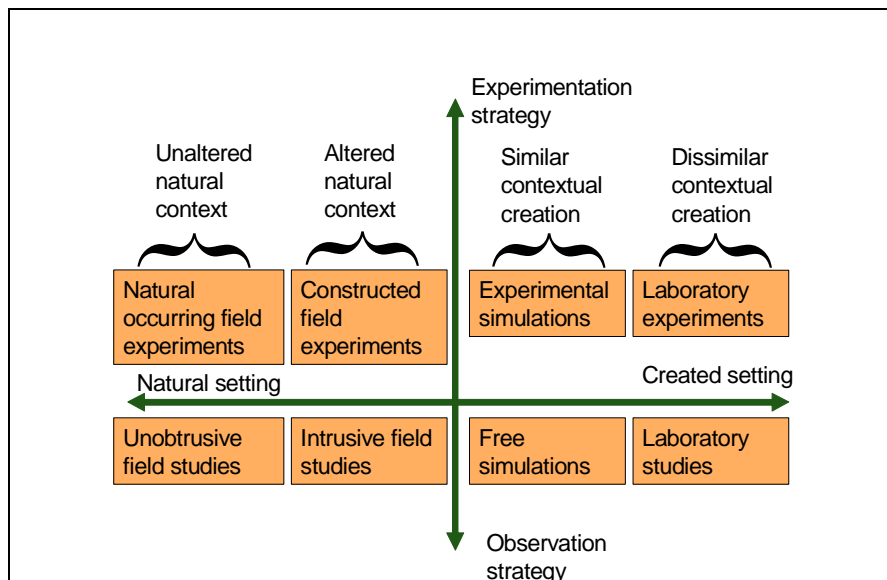 Experimentation
strategy
Unaltered
natural
context
Altered
natural
context
Similar
contextual
creation
Dissimilar
contextual
creation
Natural
occurring field
experiments
Constructed
field
experiments
Experimental
simulations
Laboratory
experiments
Natural setting
Created setting
Unobtrusive
field studies
Intrusive field
studies
Free
simulations
Laboratory
studies
Observation
strategy